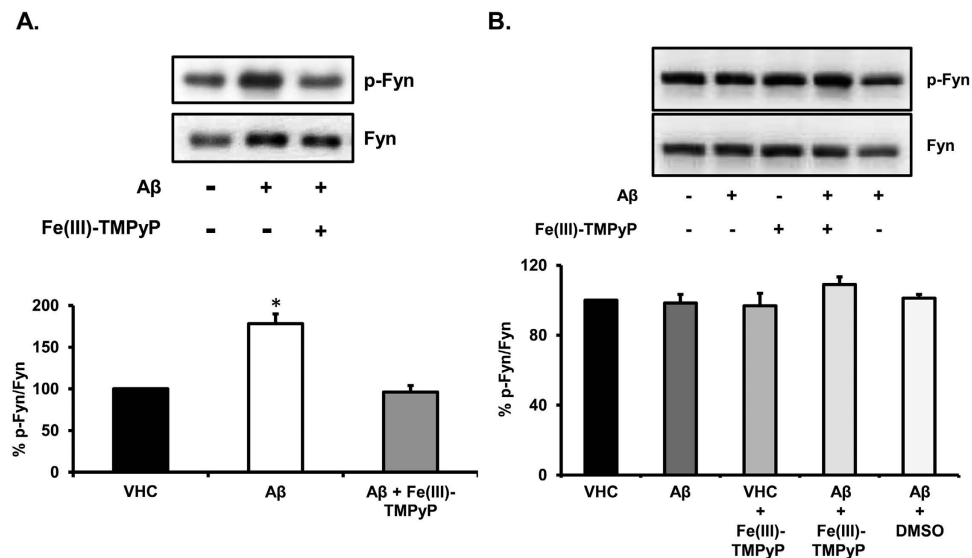 A.
p-Fyn
Fyn
Aβ - + +
Fe(III)-TMPyP - - +
% p-Fyn/Fyn
200
150
100
50
0
*
VHC
Aβ
Aβ + Fe(III)-
TMPyP
B.
p-Fyn
Fyn
Aβ - + - + +
Fe(III)-TMPyP - - + + -
% p-Fyn/Fyn
120
80
40
0
VHC
Aβ
VHC
+
Fe(III)-
TMPyP
Aβ
+
Fe(III)-
TMPyP
Aβ
+
DMSO